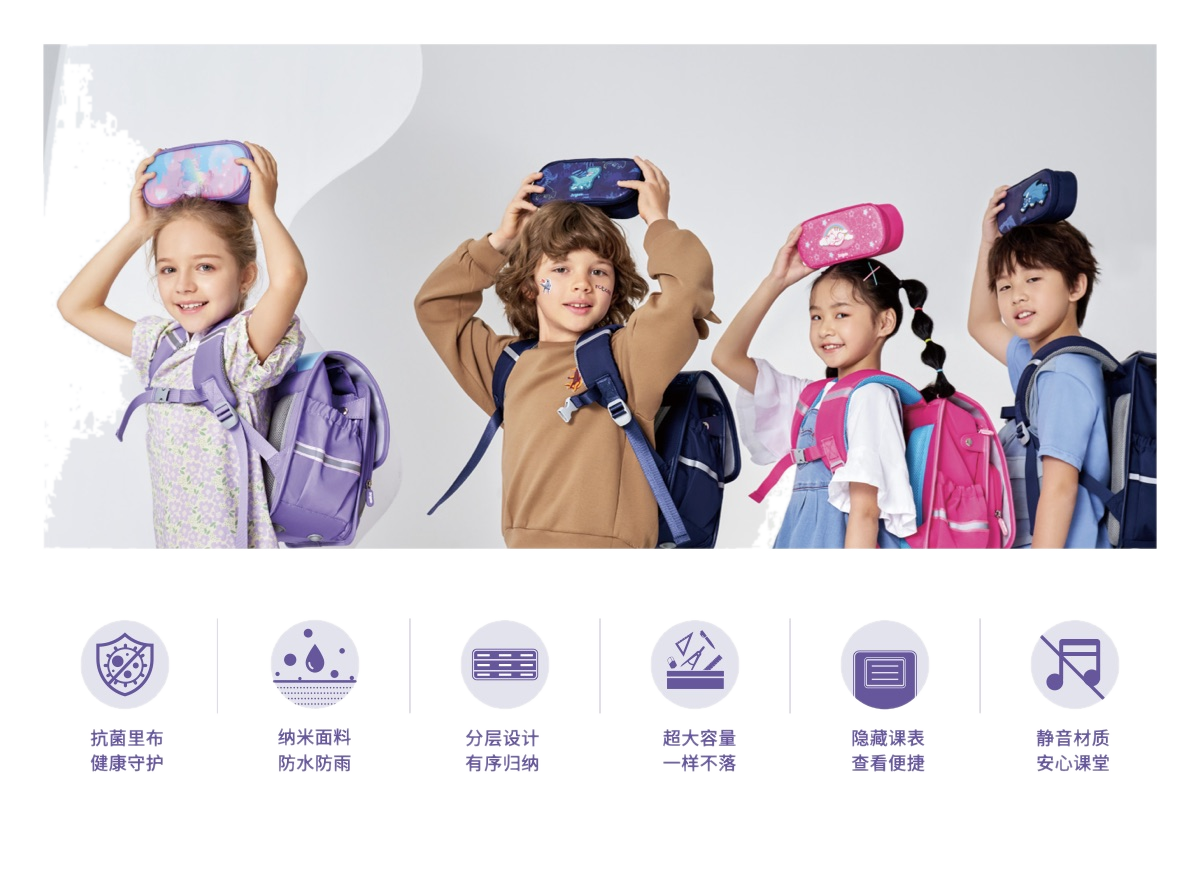 抗菌里布
健康守护
纳米面料
防水防雨
分层设计
有序归纳
超大容量
一样不落
隐藏课表
查看便捷
静音材质
安心课堂